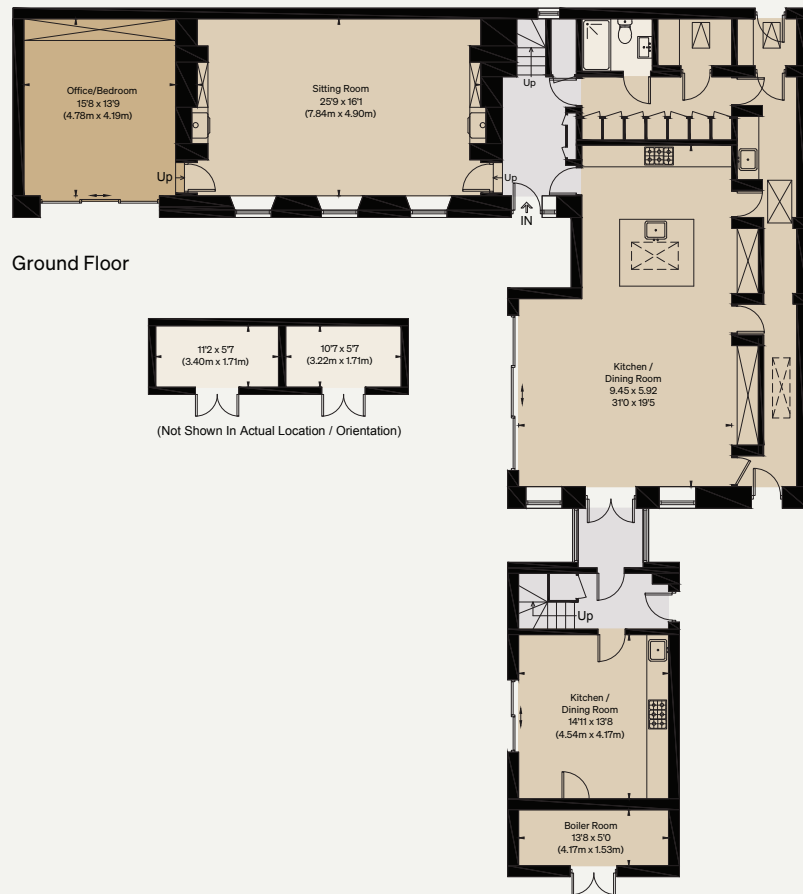 Office/Bedroom
15'8 x 13'9
(4.78m x 4.19m)
Sitting Room
25'9 x 16'1
(7.84m x 4.90m)
Up
Up
Up
IN
Ground Floor
11'2 x 5'7
(3.40m x 1.71m)
10'7 x 5'7
(3.22m x 1.71m)
(Not Shown In Actual Location / Orientation)
Kitchen /
Dining Room
9.45 x 5.92
31'0 x 19'5
Up
Kitchen /
Dining Room
14'11 x 13'8
(4.54m x 4.17m)
Boiler Room
13'8 x 5'0
(4.17m x 1.53m)